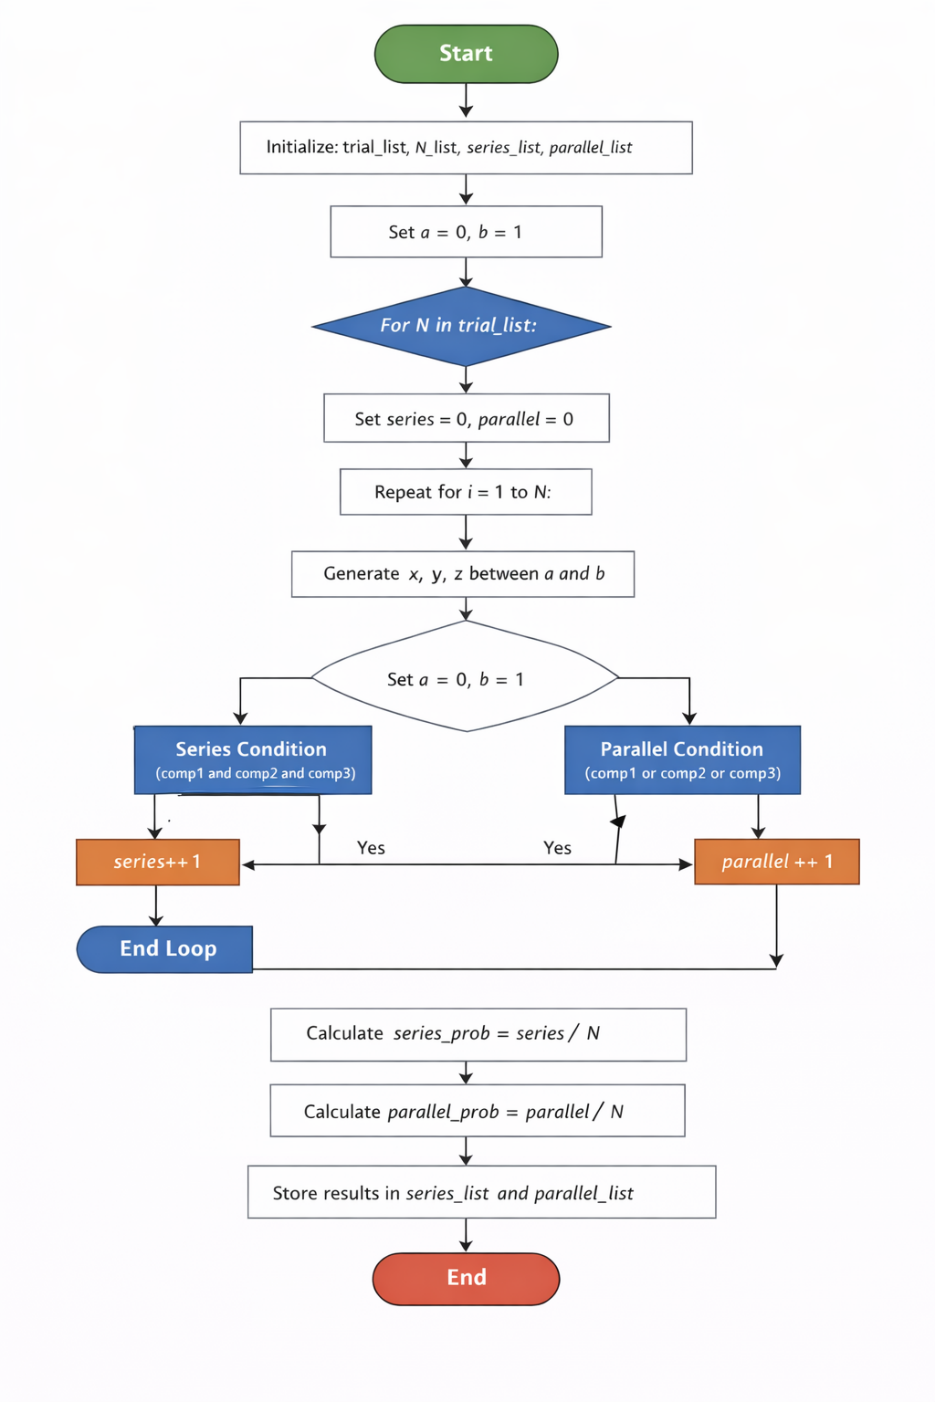 Start
Initialize: trial_list, N_list, series_list, parallel_list
Set a = 0, b = 1
For N in trial_list:
Set series = 0, parallel = 0
Repeat for i = 1 to N:
Generate x, y, z between a and b
Set a = 0, b = 1
Series Condition
(comp1 and comp2 and comp3)
Parallel Condition
(comp1 or comp2 or comp3)
Yes
Yes
series++ 1
parallel ++ 1
End Loop
Calculate series_prob = series / N
Calculate parallel_prob = parallel / N
Store results in series_list and parallel_list
End